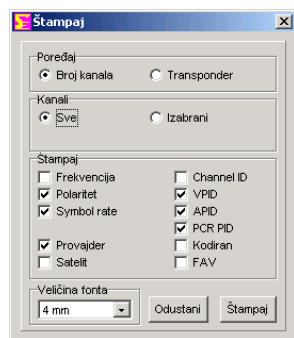 Štampaj
Poređaj
Broj kanala Transponder
Kanali
Sve Izabrani
Štampaj
Frekvencija Channel ID
Polaritet VPID
Symbol rate APID
PCR PID
Provajder Kodiran
Satelit FAV
Veličina fonta
4 mm Odustani Štampaj